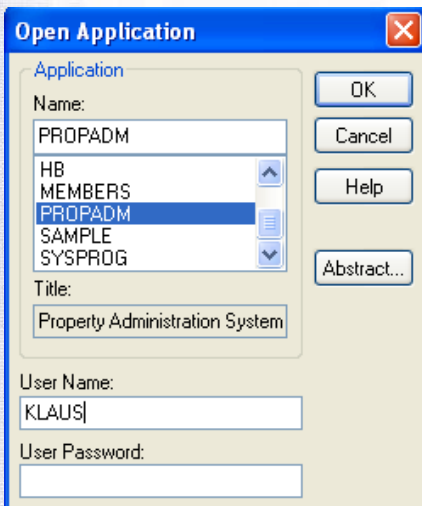 Open Application
Application
Name:
PROPADM
HB
MEMBERS
PROPADM
SAMPLE
SYSPROG
Title:
Property Administration System
User Name:
KLAUS
User Password:
OK
Cancel
Help
Abstract...